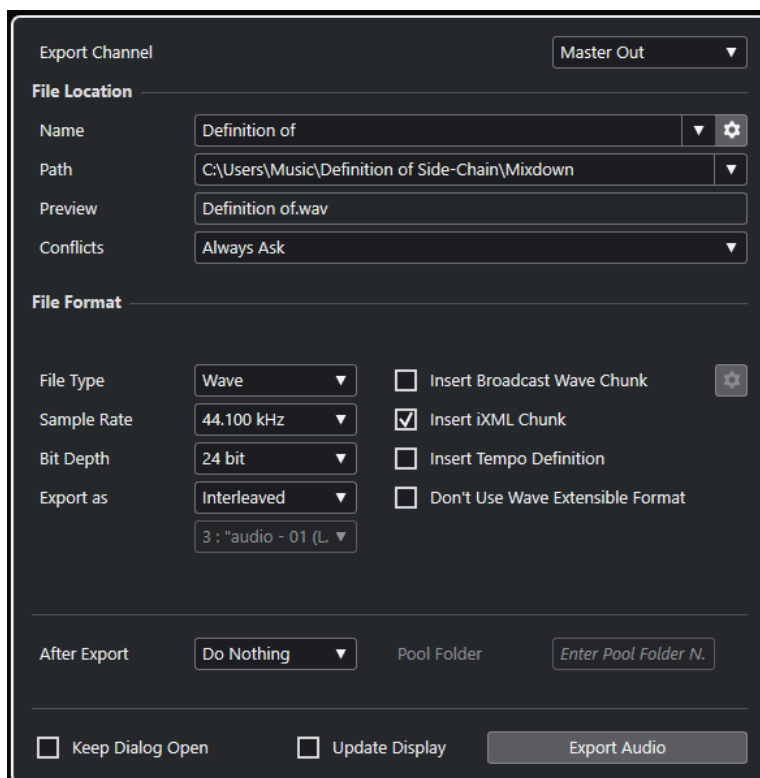 Export Channel Master Out
File Location
Name Definition of
Path C:\Users\Music\Definition of Side-Chain\Mixdown
Preview Definition of.wav
Conflicts Always Ask
File Format
File Type Wave Insert Broadcast Wave Chunk
Sample Rate 44.100 kHz Insert iXML Chunk
Bit Depth 24 bit Insert Tempo Definition
Export as Interleaved Don't Use Wave Extensible Format
3 : "audio - 01 (L.
After Export Do Nothing Pool Folder Enter Pool Folder N.
Keep Dialog Open Update Display Export Audio